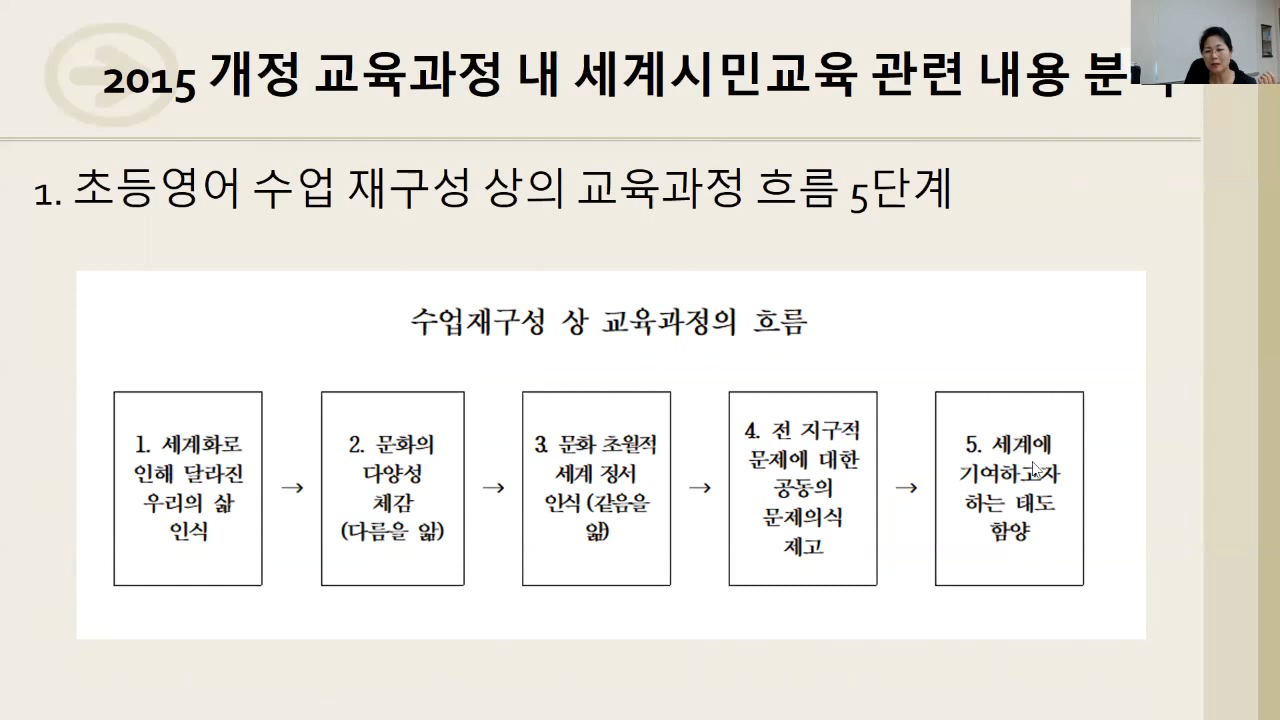 2015 개정 교육과정 내 세계시민교육 관련 내용
1. 초등영어 수업 재구성 상의 교육과정 흐름 5단계
수업재구성 상 교육과정의 흐름
1. 세계화로
인해 달라진
우리의 삶
인식
→
2. 문화의
다양성
체감
(다름을 앎)
→
3. 문화 초월적
세계 정서
인식 (같음을
앎)
→
4. 전 지구적
문제에 대한
공동의
문제의식
제고
→
5. 세계에
기여하고자
하는 태도
함양